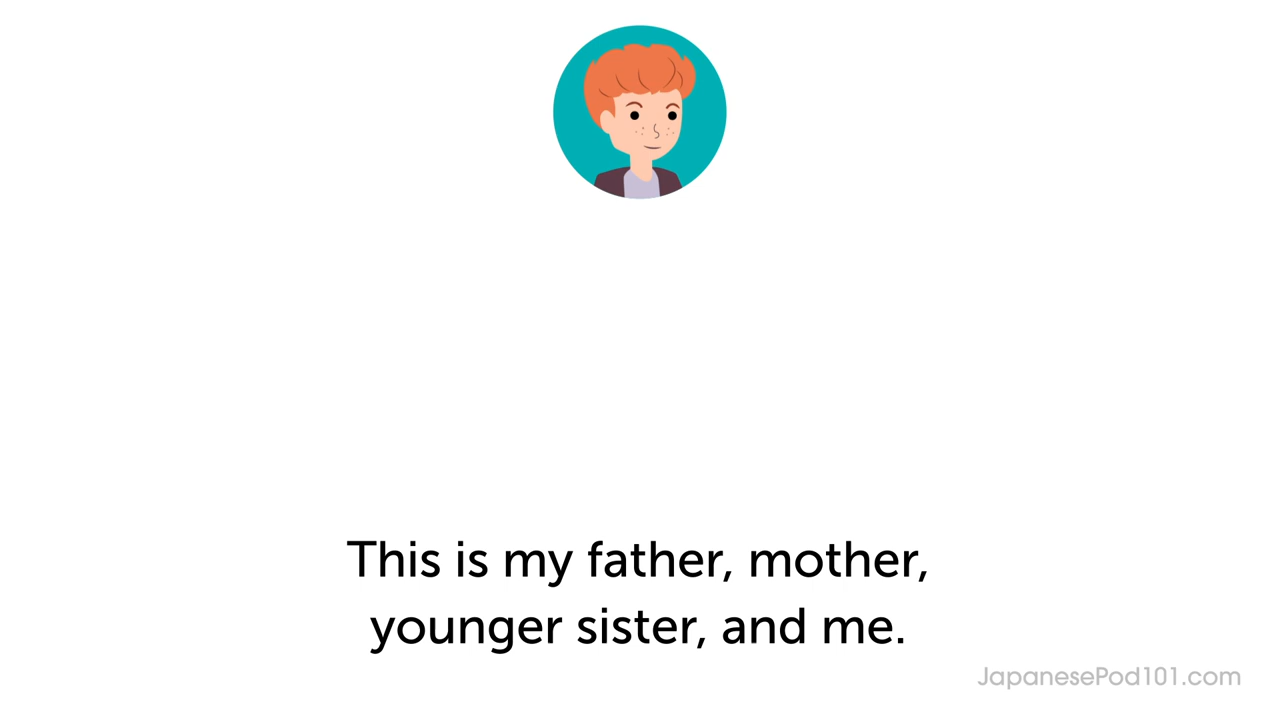 This is my father, mother,
younger sister, and me.
JapanesePod101.com